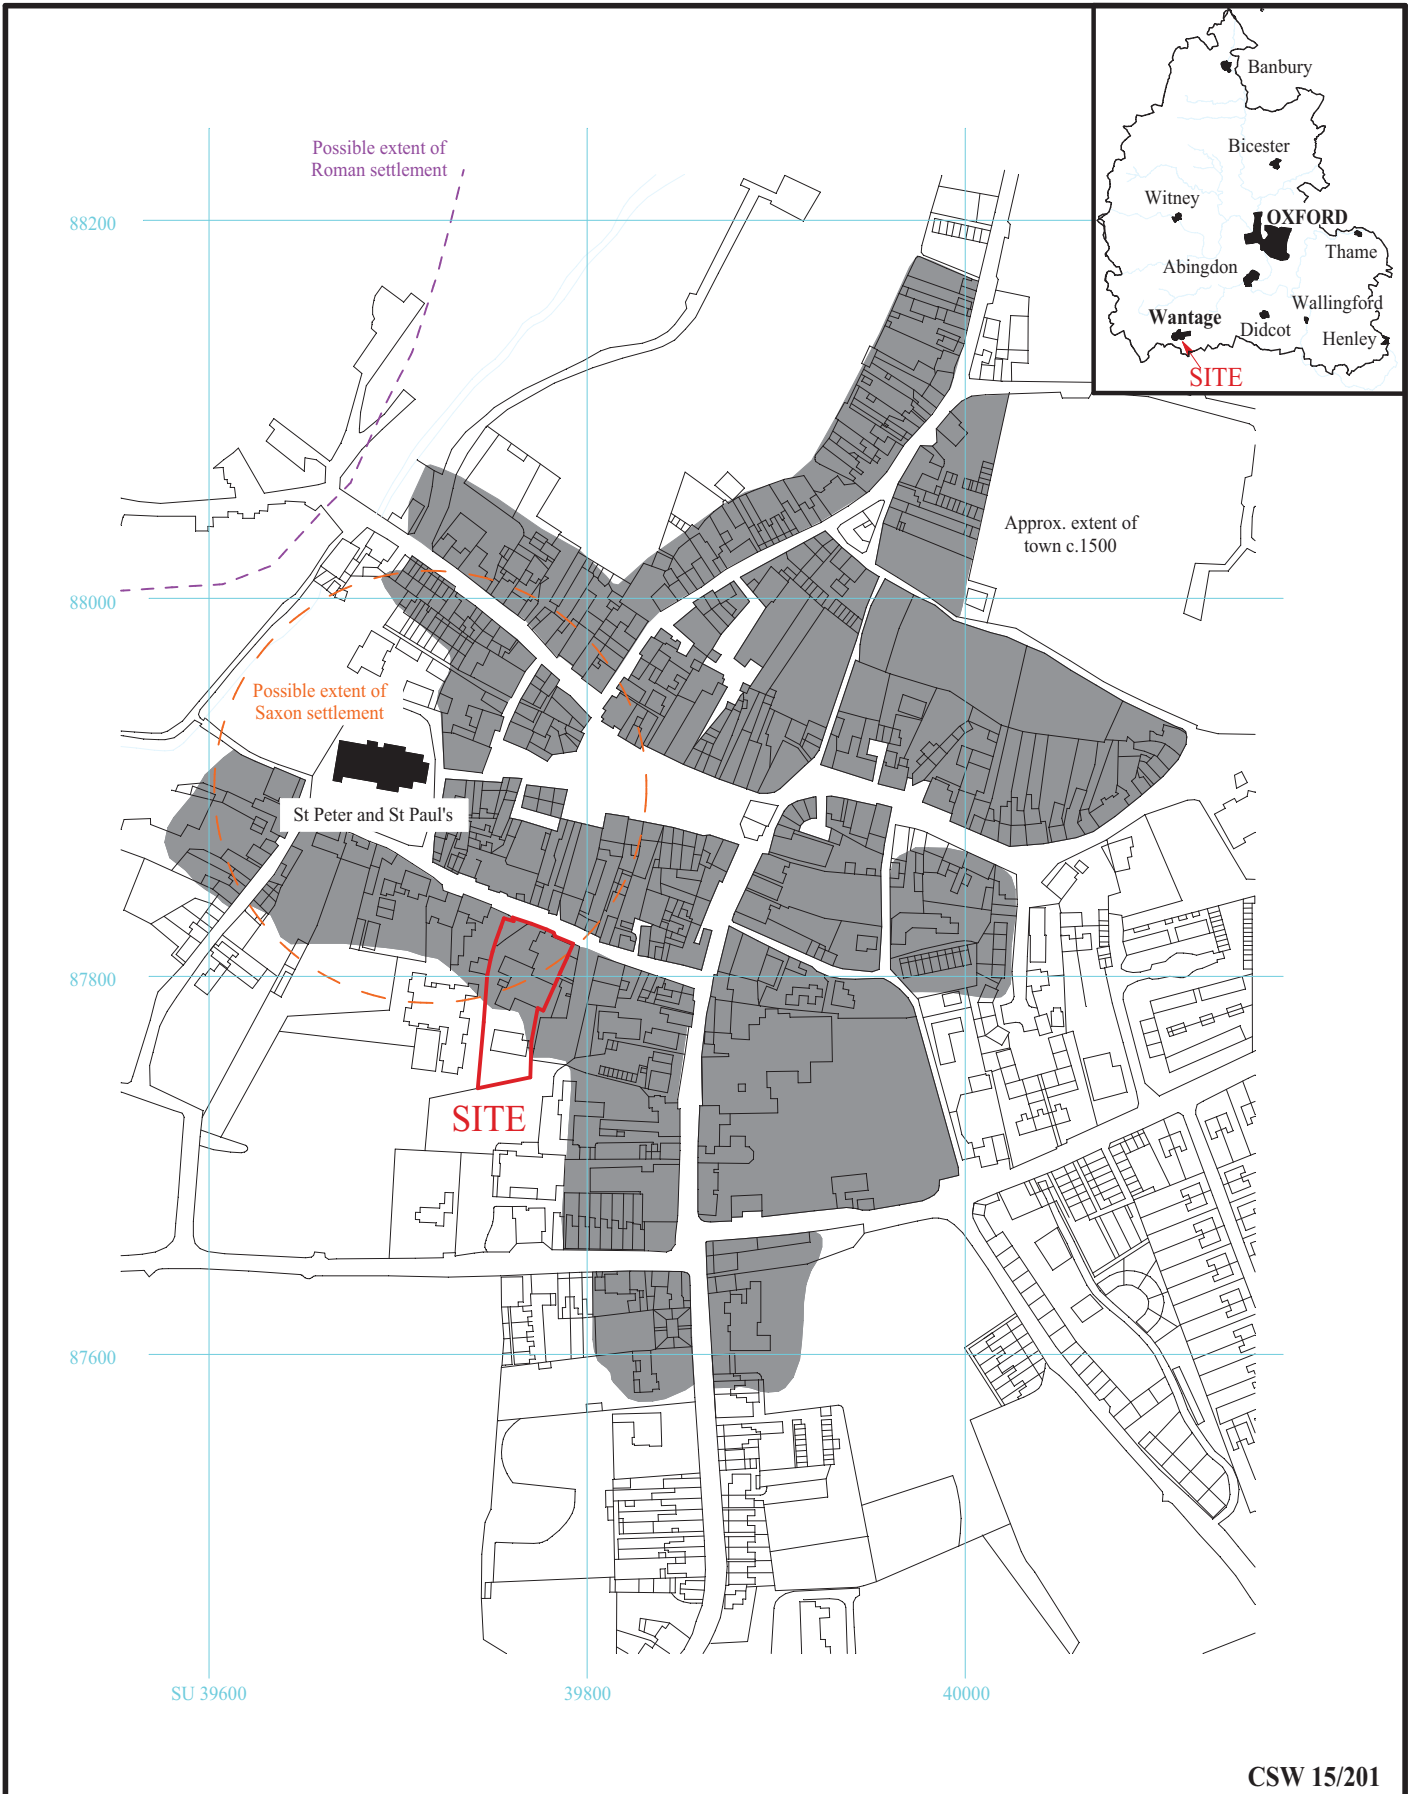 Banbury
Bicester
Witney
OXFORD
Thame
Abingdon
Wallingford
Wantage
Didcot
Henley
SITE
Possible extent of
Roman settlement
88200
Approx. extent of
town c.1500
88000
Possible extent of
Saxon settlement
St Peter and St Paul's
87800
SITE
87600
SU 39600
39800
40000
CSW 15/201